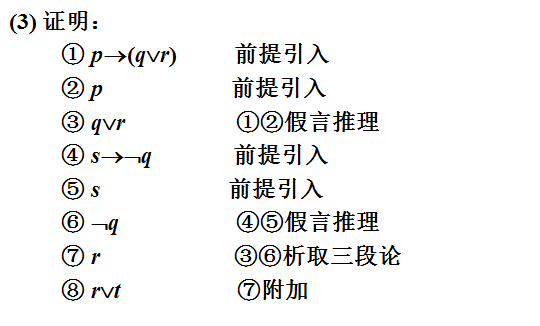 (3) 证明：
① p→(q∨r) 前提引入
② p 前提引入
③ q∨r ①②假言推理
④ s→¬q 前提引入
⑤ s 前提引入
⑥ ¬q ④⑤假言推理
⑦ r ③⑥析取三段论
⑧ r∨t ⑦附加